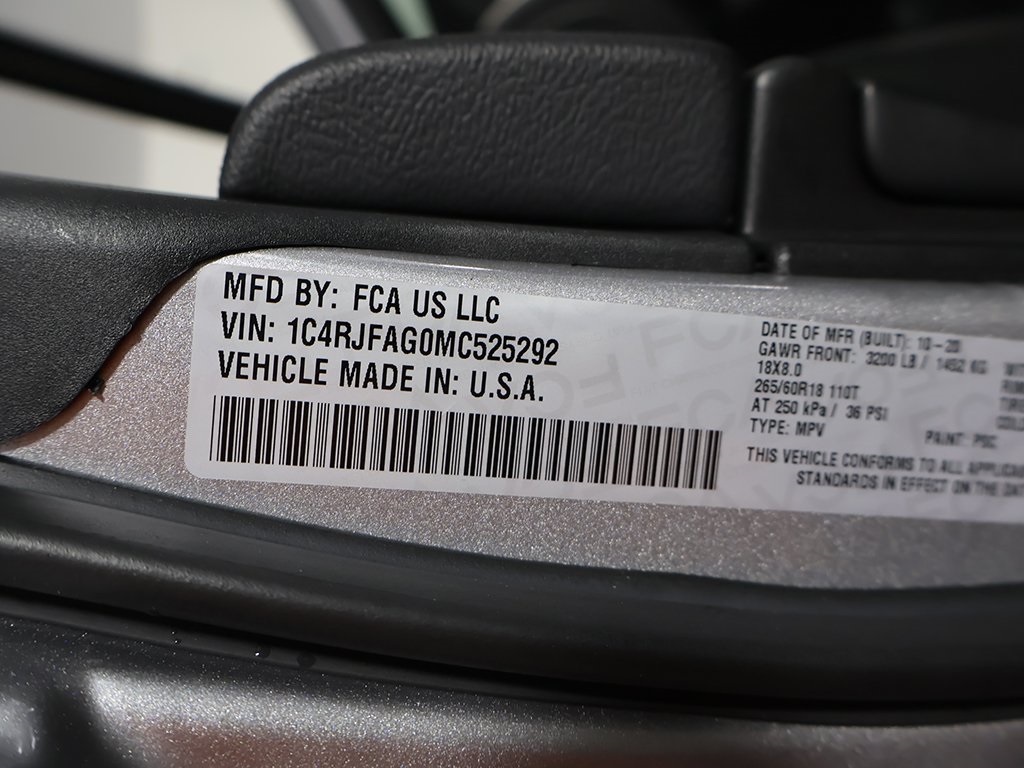 MFD BY: FCA US LLC
VIN: 1C4RJFAG0MC525292
VEHICLE MADE IN: U.S.A.
DATE OF MFR (BUILT): 10-20
GAWR FRONT: 3200 LB / 1452 KG
18X8.0
265/60R18 110T
AT 250 kPa / 36 PSI
TYPE: MPV
PAINT: PSC
THIS VEHICLE CONFORMS TO ALL
STANDARDS IN EFFECT ON THE